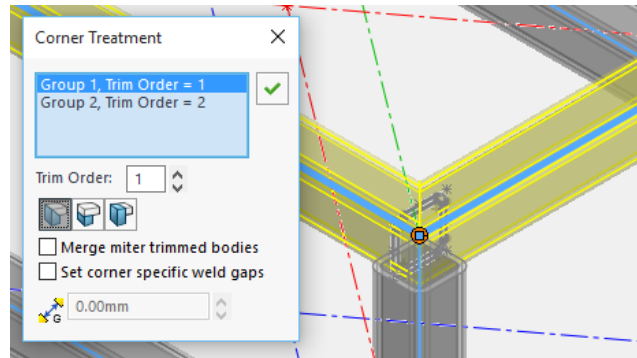 Corner Treatment
Group 1, Trim Order = 1
Group 2, Trim Order = 2
Trim Order: 1
Merge miter trimmed bodies
Set corner specific weld gaps
G 0.00mm